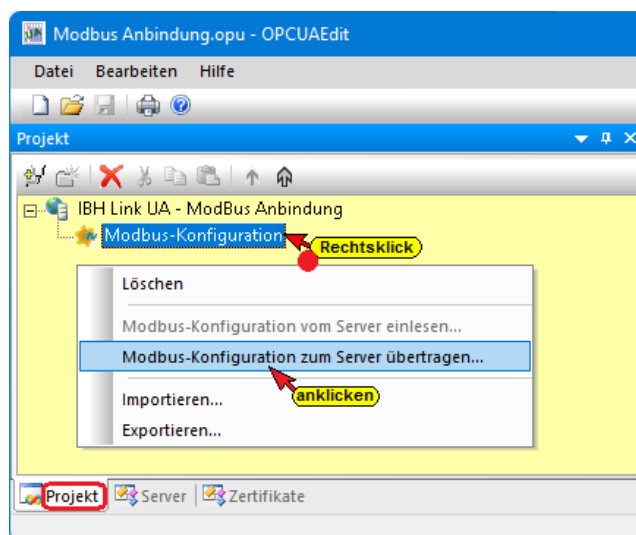 Modbus Anbindung.opu - OPCUAEdit
Datei Bearbeiten Hilfe
Projekt
IBH Link UA - ModBus Anbindung
Modbus-Konfiguration
Rechtsklick
Löschen
Modbus-Konfiguration vom Server einlesen...
Modbus-Konfiguration zum Server übertragen...
anklicken
Importieren...
Exportieren...
Projekt Server Zertifikate